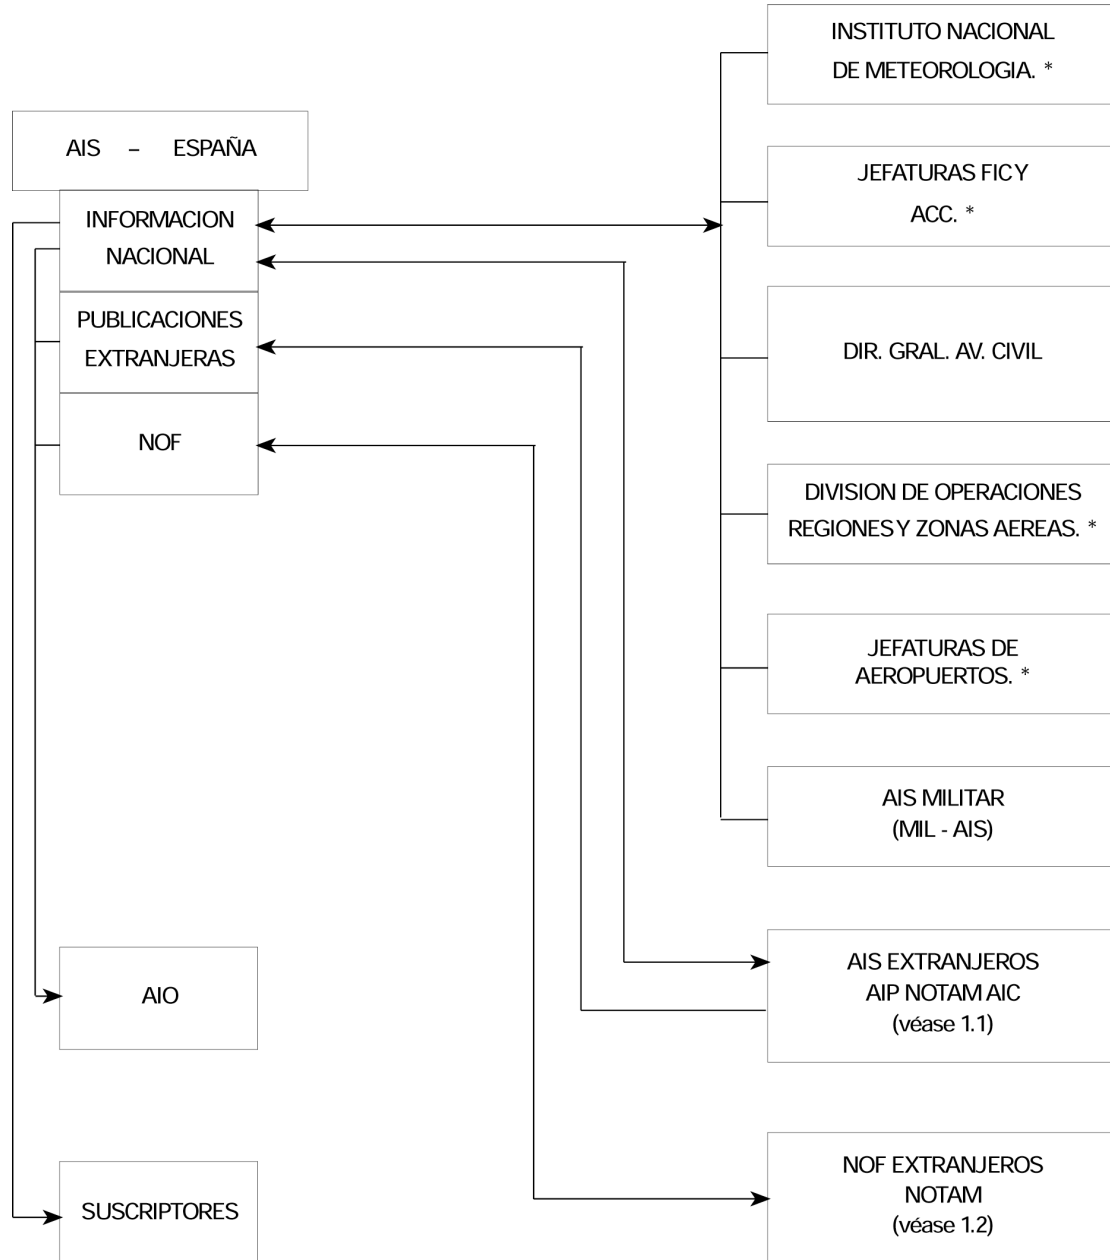 AIS – ESPAÑA
INFORMACION
NACIONAL
PUBLICACIONES
EXTRANJERAS
NOF
AIO
SUSCRIPTORES
INSTITUTO NACIONAL
DE METEOROLOGIA. *
JEFATURAS FIC Y
ACC. *
DIR. GRAL. AV. CIVIL
DIVISION DE OPERACIONES
REGIONES Y ZONAS AEREAS. *
JEFATURAS DE
AEROPUERTOS. *
AIS MILITAR
(MIL - AIS)
AIS EXTRANJEROS
AIP NOTAM AIC
(véase 1.1)
NOF EXTRANJEROS
NOTAM
(véase 1.2)